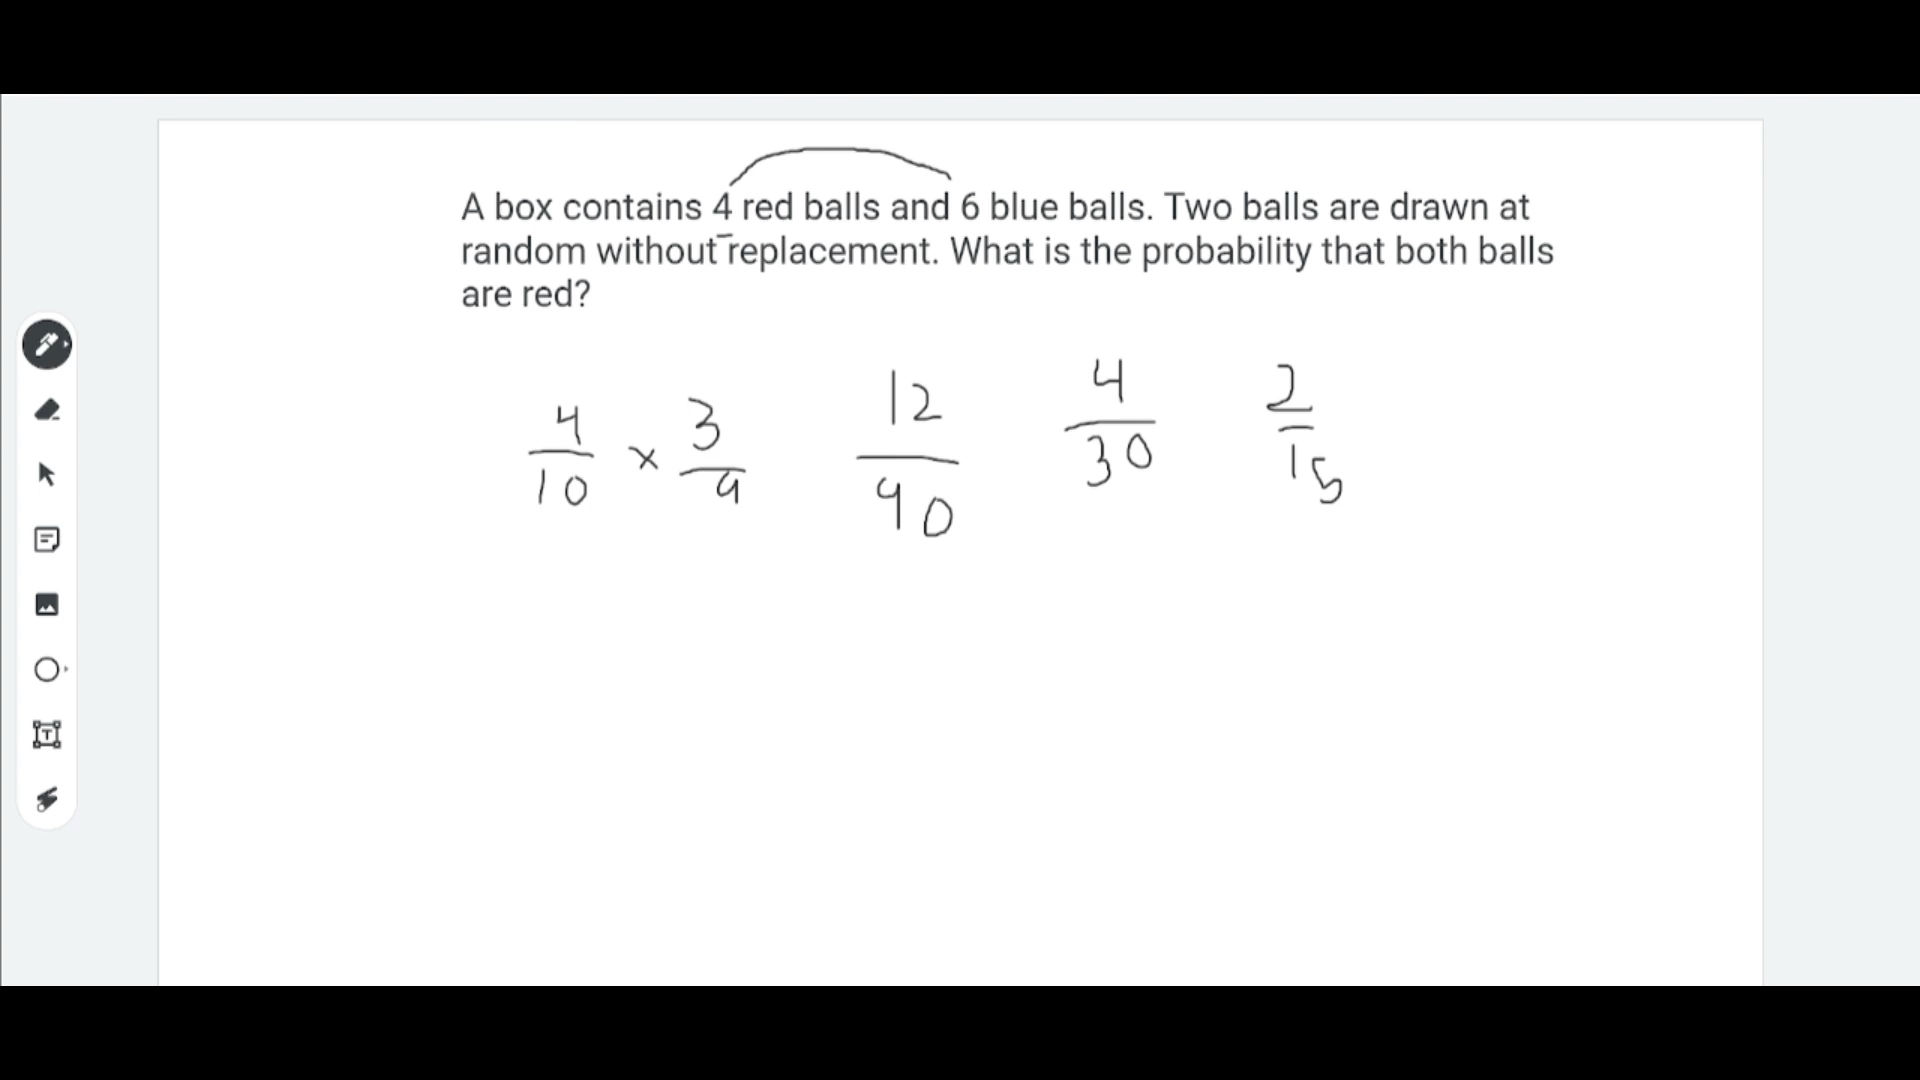 A box contains 4 red balls and 6 blue balls. Two balls are drawn at
random without replacement. What is the probability that both balls
are red?
4/10 × 3/9 12/90 4/30 2/15